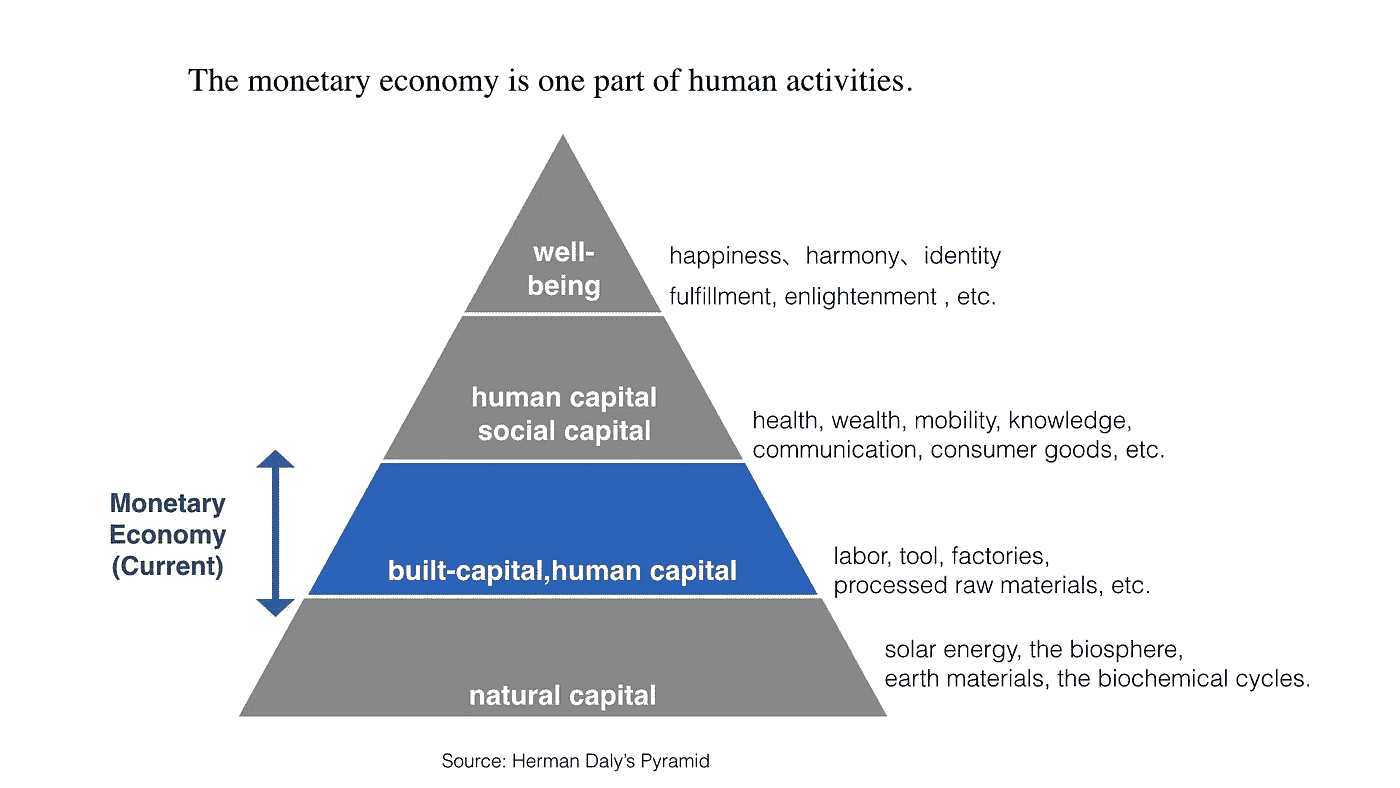 The monetary economy is one part of human activities.
well-
being
happiness、harmony、identity
fulfillment, enlightenment , etc.
human capital
social capital
health, wealth, mobility, knowledge,
communication, consumer goods, etc.
Monetary
Economy
(Current)
built-capital,human capital
labor, tool, factories,
processed raw materials, etc.
natural capital
solar energy, the biosphere,
earth materials, the biochemical cycles.
Source: Herman Daly’s Pyramid